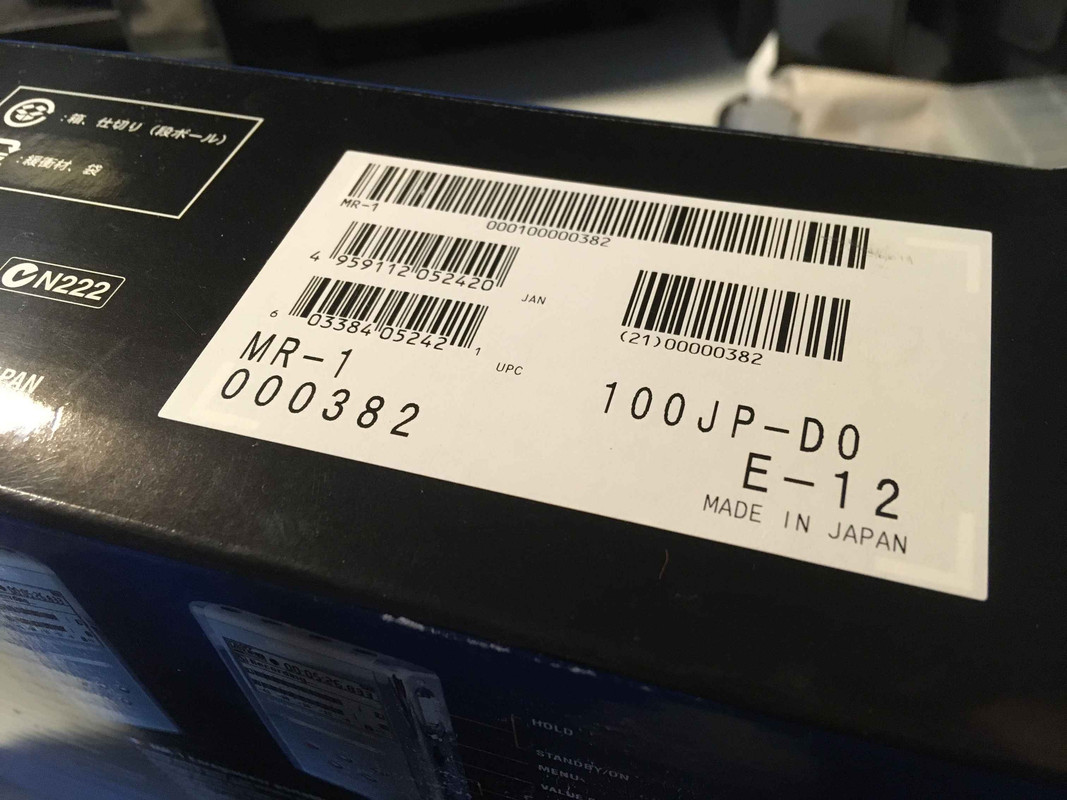 :箱、仕切り（段ボール）
:緩衝材、袋
N222
MR-1
000100000382
4 959112 052420
JAN
6 03384 05242 1
UPC
(21)00000382
MR-1
000382
100JP-D0
E-12
MADE IN JAPAN
HOLD
STANDBY/ON
MENU
VALUE